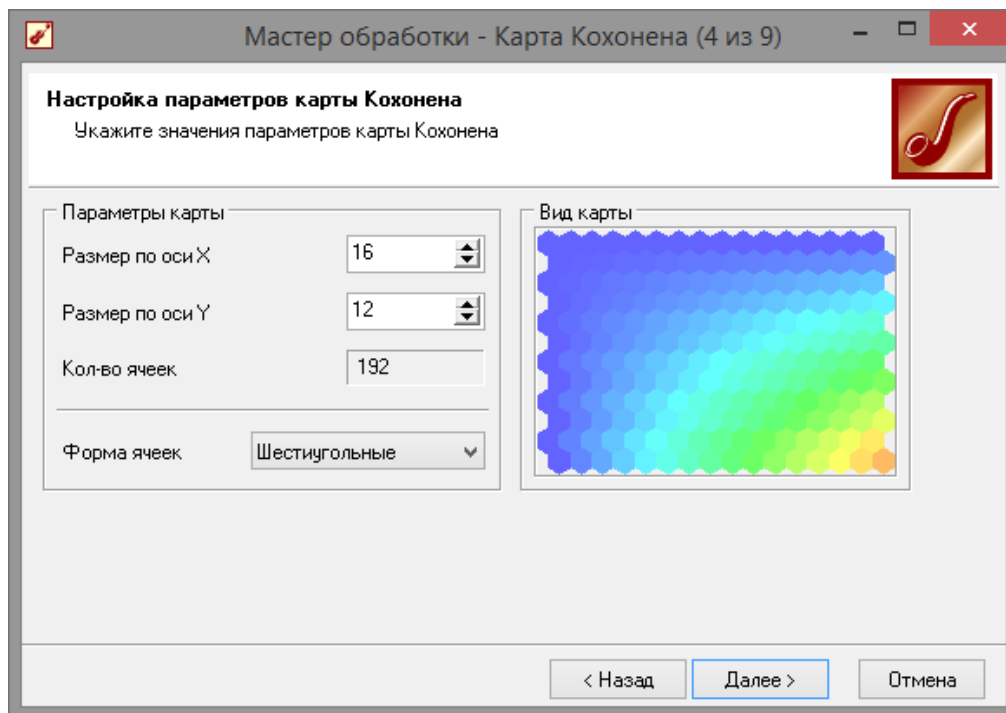 Мастер обработки - Карта Кохонена (4 из 9)
Настройка параметров карты Кохонена
Укажите значения параметров карты Кохонена
Параметры карты
Размер по оси X
16
Размер по оси Y
12
Кол-во ячеек
192
Форма ячеек
Шестиугольные
Вид карты
< Назад
Далее >
Отмена